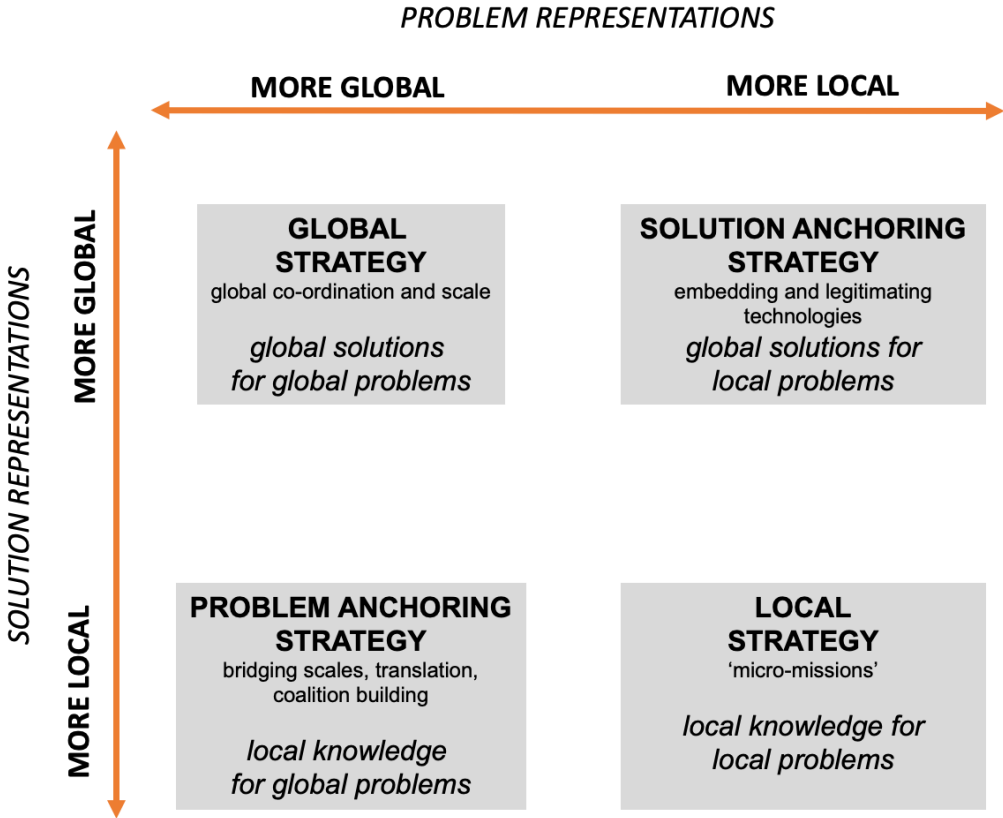 PROBLEM REPRESENTATIONS
MORE GLOBAL
MORE LOCAL
SOLUTION REPRESENTATIONS
MORE GLOBAL
GLOBAL
STRATEGY
global co-ordination and scale
global solutions
for global problems
SOLUTION ANCHORING
STRATEGY
embedding and legitimating
technologies
global solutions for
local problems
MORE LOCAL
PROBLEM ANCHORING
STRATEGY
bridging scales, translation,
coalition building
local knowledge
for global problems
LOCAL
STRATEGY
‘micro-missions’
local knowledge for
local problems